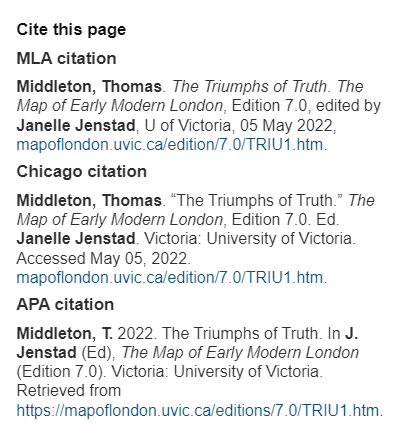 Cite this page
MLA citation
Middleton, Thomas. The Triumphs of Truth. The
Map of Early Modern London, Edition 7.0, edited by
Janelle Jenstad, U of Victoria, 05 May 2022,
mapoflondon.uvic.ca/edition/7.0/TRIU1.htm.
Chicago citation
Middleton, Thomas. “The Triumphs of Truth.” The
Map of Early Modern London, Edition 7.0. Ed.
Janelle Jenstad. Victoria: University of Victoria.
Accessed May 05, 2022.
mapoflondon.uvic.ca/edition/7.0/TRIU1.htm.
APA citation
Middleton, T. 2022. The Triumphs of Truth. In J.
Jenstad (Ed), The Map of Early Modern London
(Edition 7.0). Victoria: University of Victoria.
Retrieved from
https://mapoflondon.uvic.ca/editions/7.0/TRIU1.htm.